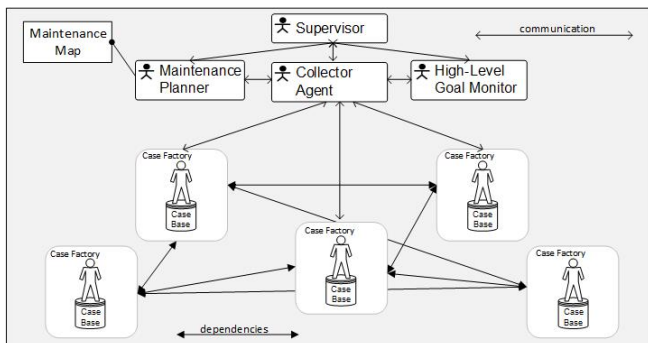 Supervisor
communication
Maintenance
Map
Maintenance
Planner
Collector
Agent
High-Level
Goal Monitor
Case Factory
Case
Base
Case Factory
Case
Base
Case Factory
Case
Base
Case Factory
Case
Base
Case Factory
Case
Base
dependencies